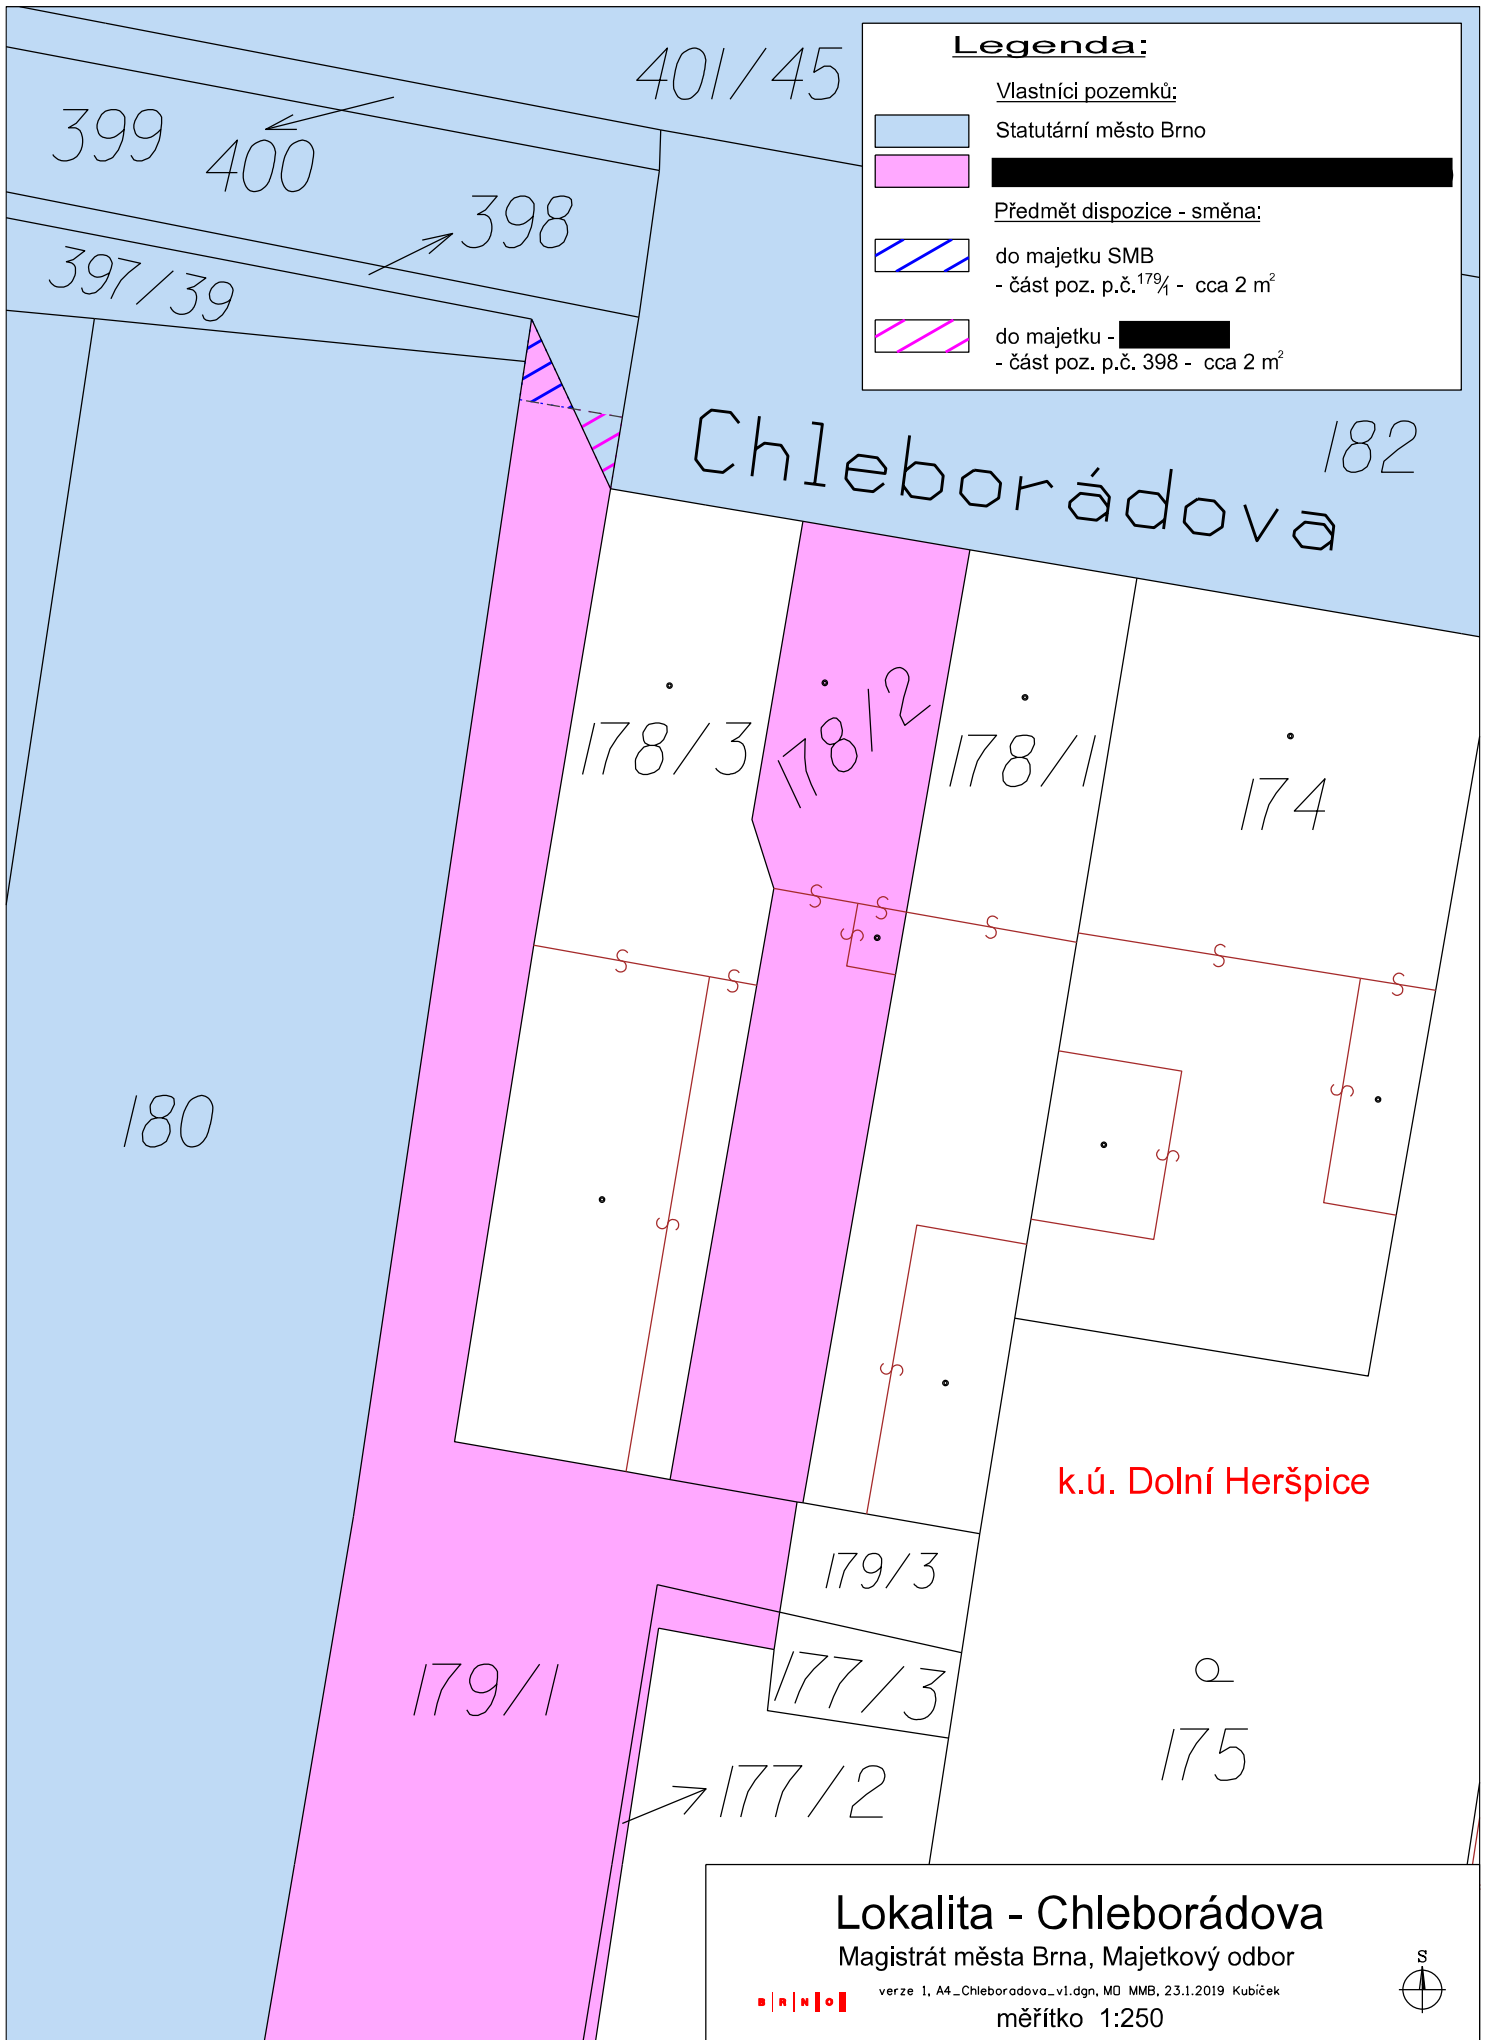 401/45
399
400
398
397/39
Legenda:
Vlastníci pozemků:
Statutární město Brno
Předmět dispozice - směna:
do majetku SMB
- část poz. p.č.179/1 - cca 2 m²
do majetku -
- část poz. p.č. 398 - cca 2 m²
182
Chleborádova
178/3
178/2
178/1
174
S S S
S S
S S
S
S
S
180
S
S
k.ú. Dolní Heršpice
179/3
179/1
177/3
175
177/2
Lokalita - Chleborádova
Magistrát města Brna, Majetkový odbor
S
BRNO
verze 1, A4_Chleboradova_v1.dgn, MO MMB, 23.1.2019 Kubíček
měřítko 1:250